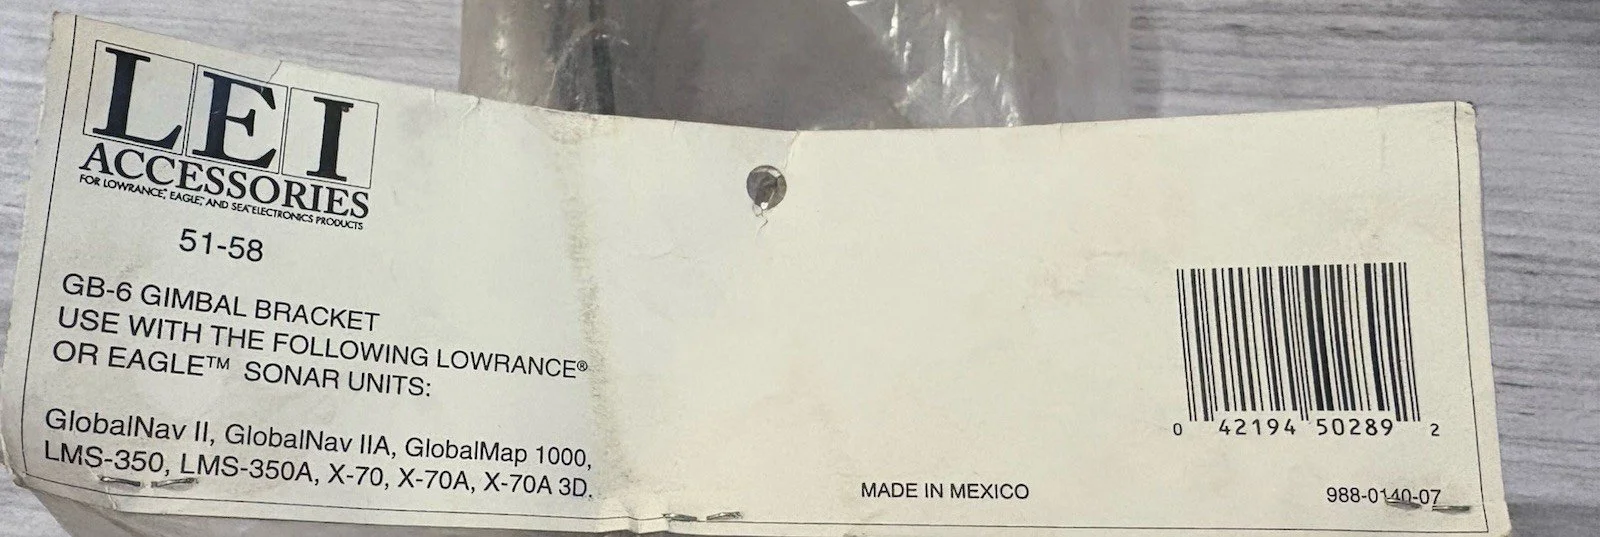 LEI
ACCESSORIES
FOR LOWRANCE®, EAGLE™, AND SEA ELECTRONICS PRODUCTS
51-58
GB-6 GIMBAL BRACKET
USE WITH THE FOLLOWING LOWRANCE®
OR EAGLE™ SONAR UNITS:
GlobalNav II, GlobalNav IIA, GlobalMap 1000,
LMS-350, LMS-350A, X-70, X-70A, X-70A 3D.
MADE IN MEXICO
0 42194 50289 2
988-0140-07